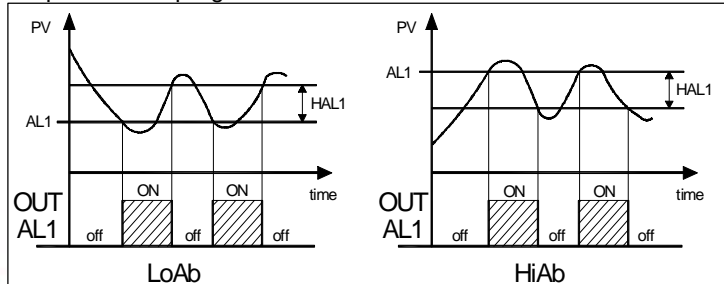 PV
HAL1
AL1
time
OUT
AL1
ON
ON
off
off
off
LoAb
PV
AL1
HAL1
time
OUT
AL1
ON
ON
off
off
off
HiAb